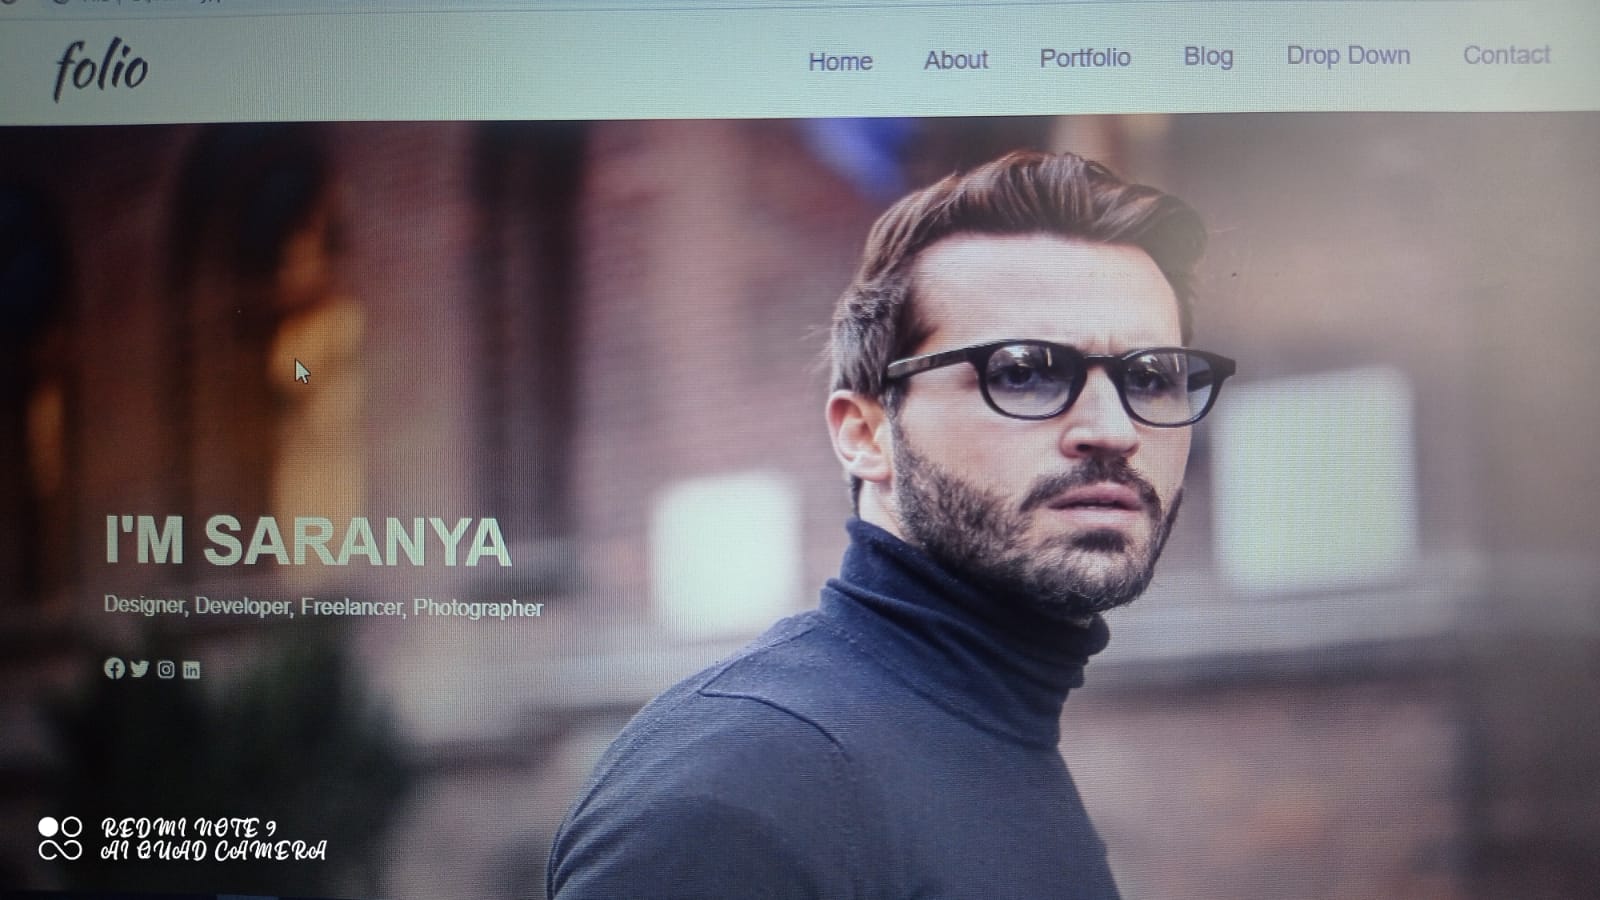 folio
Home About Portfolio Blog Drop Down Contact
I'M SARANYA
Designer, Developer, Freelancer, Photographer
REDMI NOTE 9
AI QUAD CAMERA